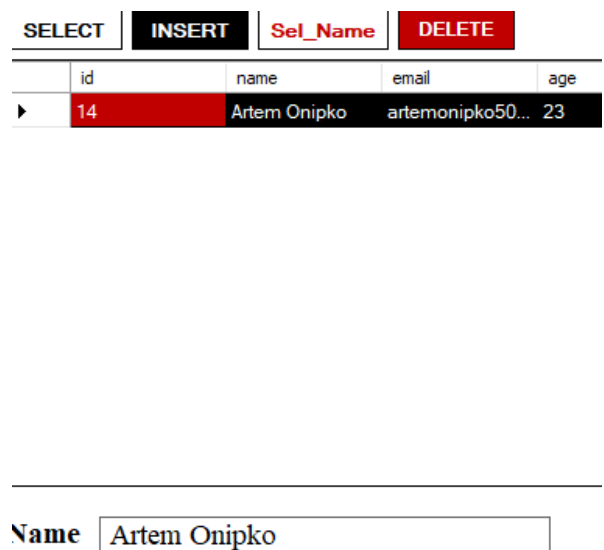 SELECT INSERT Sel_Name DELETE
id name email age
14 Artem Onipko artemonipko50... 23
Name Artem Onipko